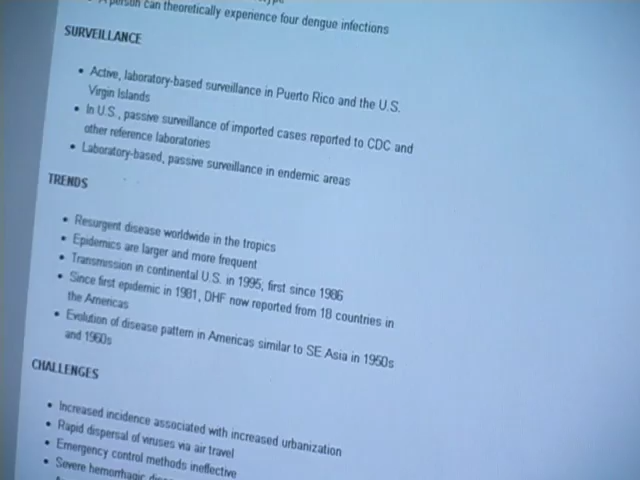 person can theoretically experience four dengue infections
SURVEILLANCE
• Active, laboratory-based surveillance in Puerto Rico and the U.S.
Virgin Islands
• In U.S., passive surveillance of imported cases reported to CDC and
other reference laboratories
• Laboratory-based, passive surveillance in endemic areas
TRENDS
• Resurgent disease worldwide in the tropics
• Epidemics are larger and more frequent
• Transmission in continental U.S. in 1995; first since 1986
• Since first epidemic in 1981, DHF now reported from 18 countries in
the Americas
• Evolution of disease pattern in Americas similar to SE Asia in 1950s
and 1960s
CHALLENGES
• Increased incidence associated with increased urbanization
• Rapid dispersal of viruses via air travel
• Emergency control methods ineffective
• Severe hemorrhagic